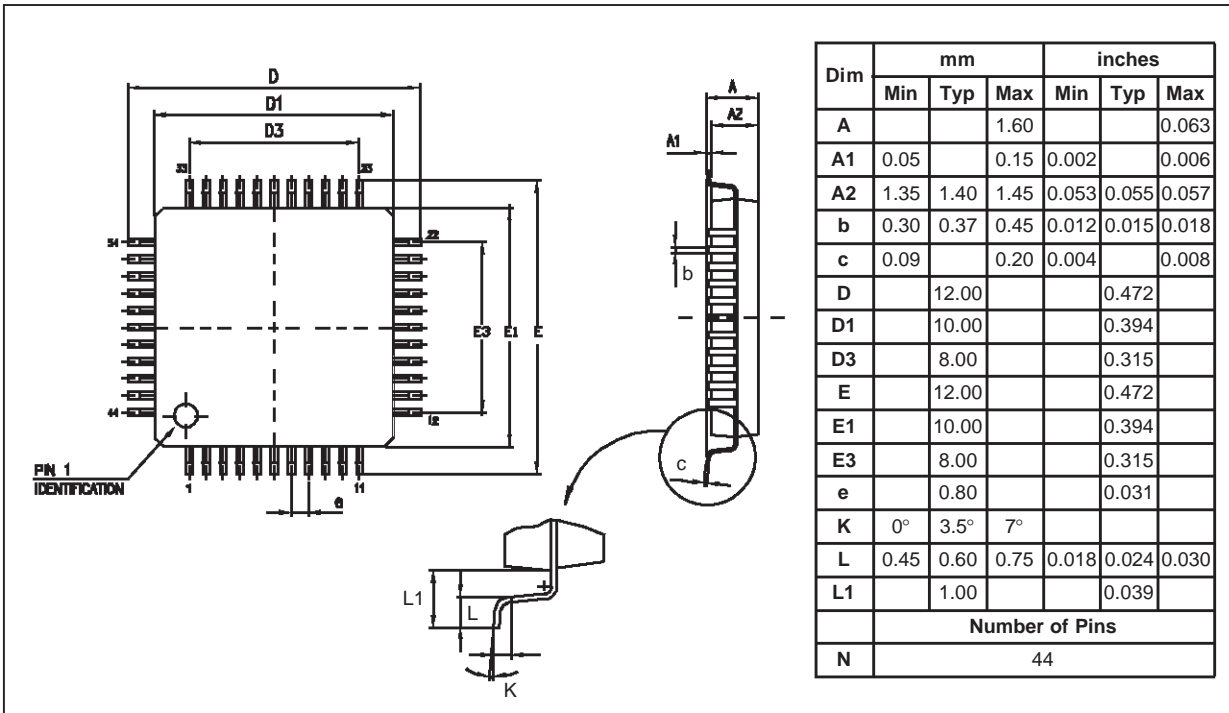 D
D1
D3
33
23
34
22
E3
E1
E
44
12
PIN 1
IDENTIFICATION
1
11
e
A
A2
A1
b
c
L1
L
K
Dim mm inches
Min Typ Max Min Typ Max
A 1.60 0.063
A1 0.05 0.15 0.002 0.006
A2 1.35 1.40 1.45 0.053 0.055 0.057
b 0.30 0.37 0.45 0.012 0.015 0.018
c 0.09 0.20 0.004 0.008
D 12.00 0.472
D1 10.00 0.394
D3 8.00 0.315
E 12.00 0.472
E1 10.00 0.394
E3 8.00 0.315
e 0.80 0.031
K 0° 3.5° 7°
L 0.45 0.60 0.75 0.018 0.024 0.030
L1 1.00 0.039
Number of Pins
N 44